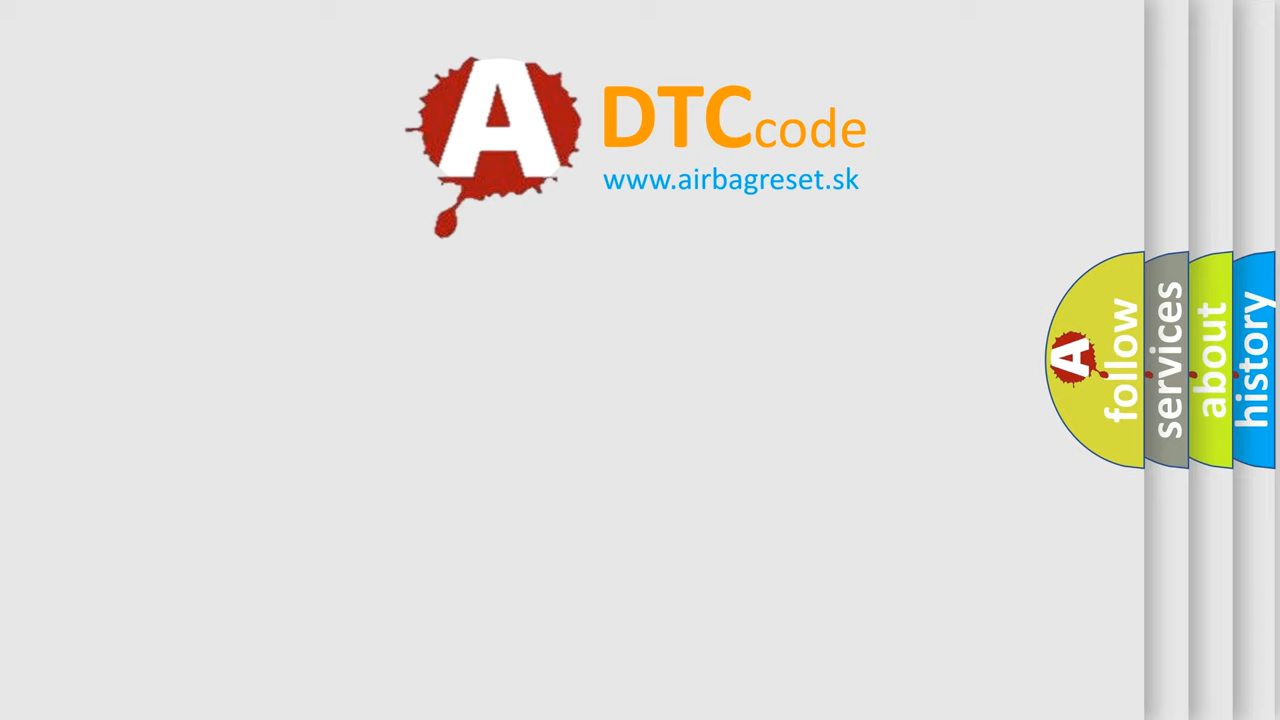 A
DTCcode
www.airbagreset.sk
A
follow
services
about
history